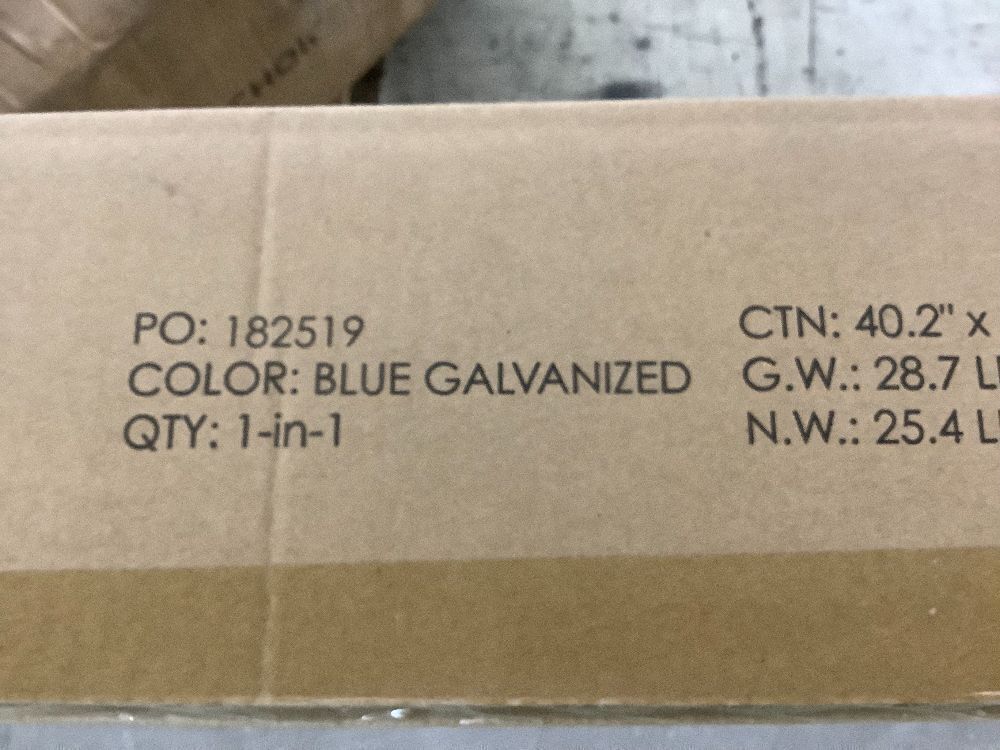 PO: 182519
COLOR: BLUE GALVANIZED
QTY: 1-in-1
CTN: 40.2" x
G.W.: 28.7
N.W.: 25.4